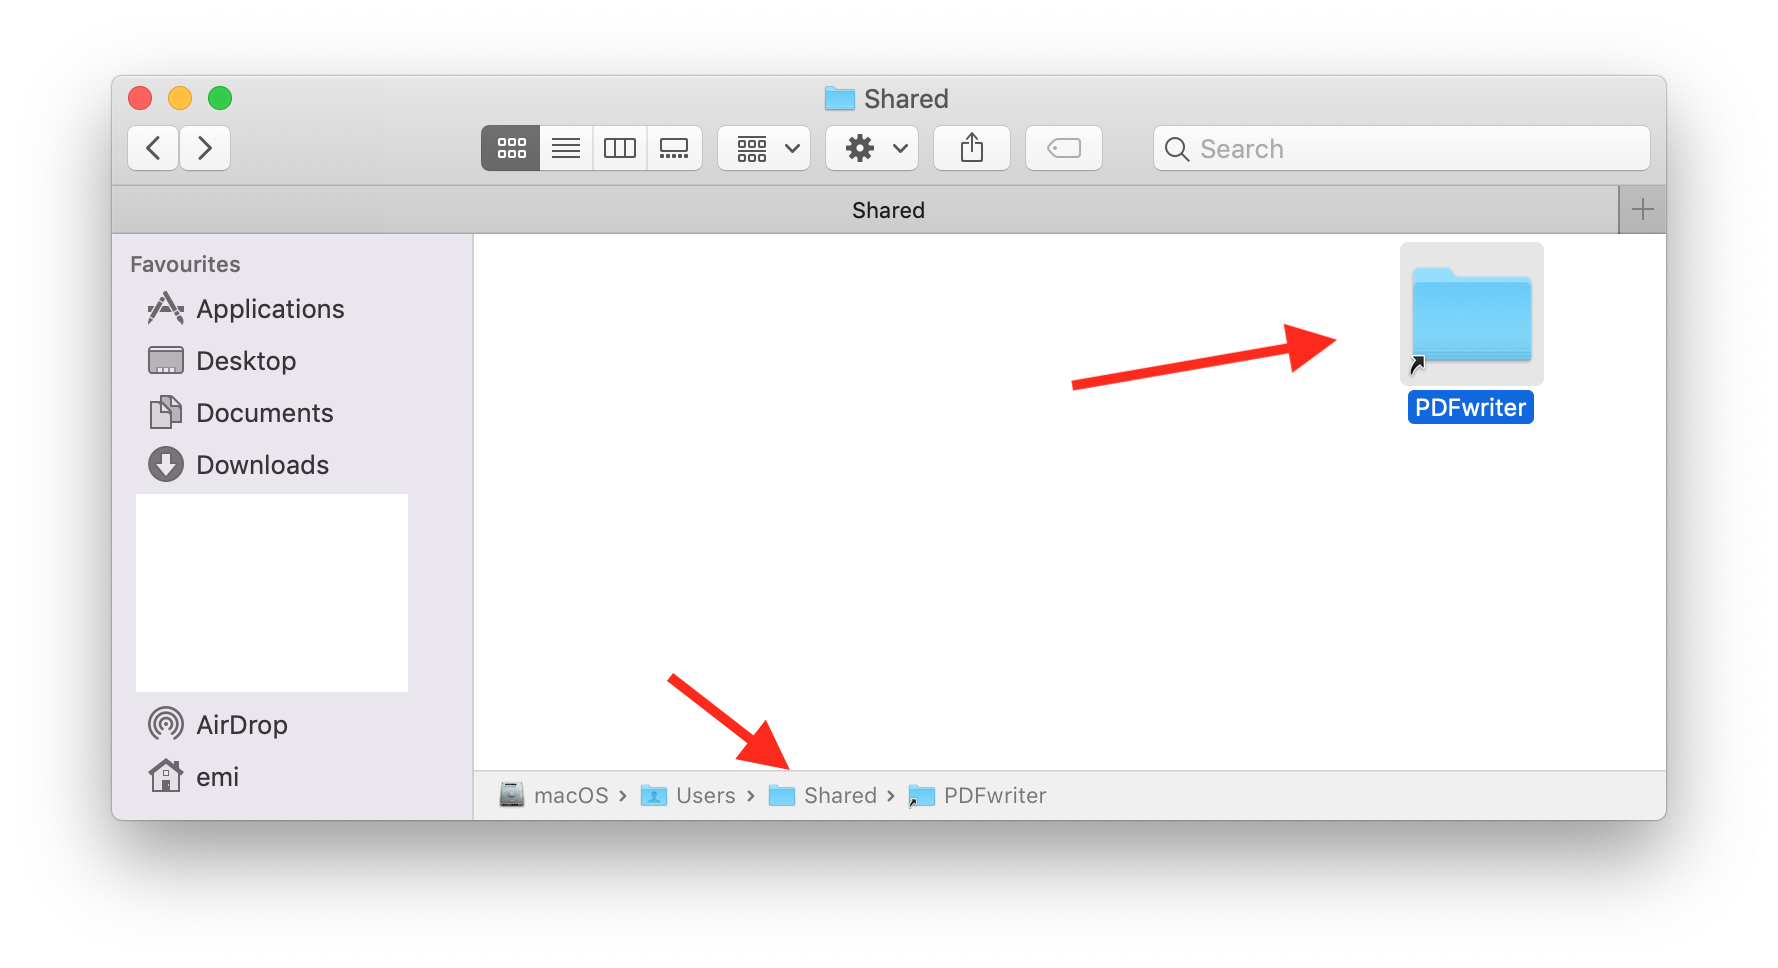 Shared
Search
Shared
Favourites
Applications
Desktop
Documents
Downloads
AirDrop
emi
PDFwriter
macOS › Users › Shared › PDFwriter